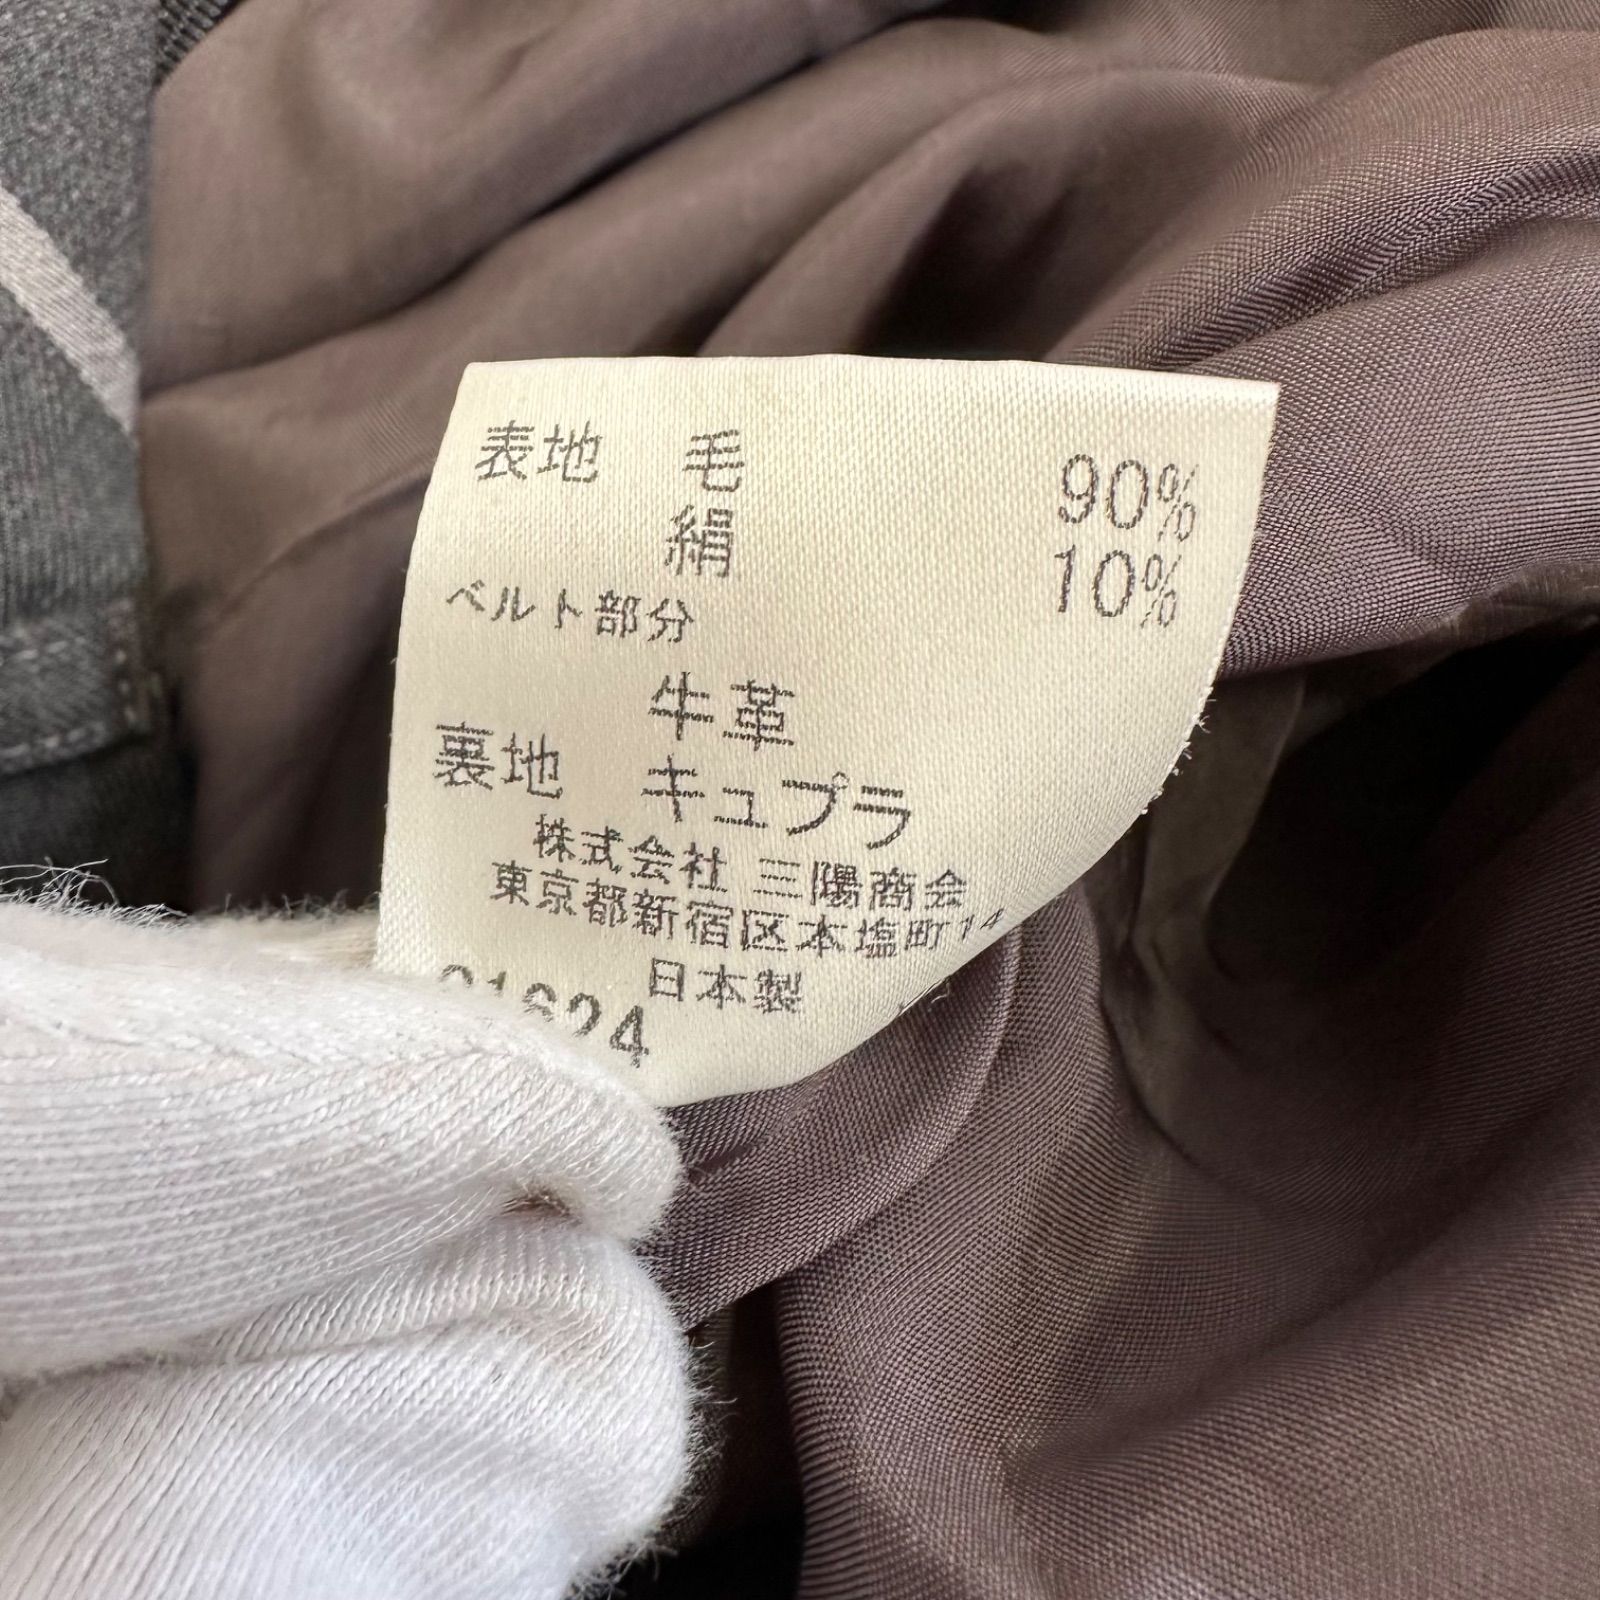 表地 毛 90%
絹 10%
ベルト部分
牛革
裏地 キュプラ
株式会社 三陽商会
東京都新宿区本塩町14
日本製